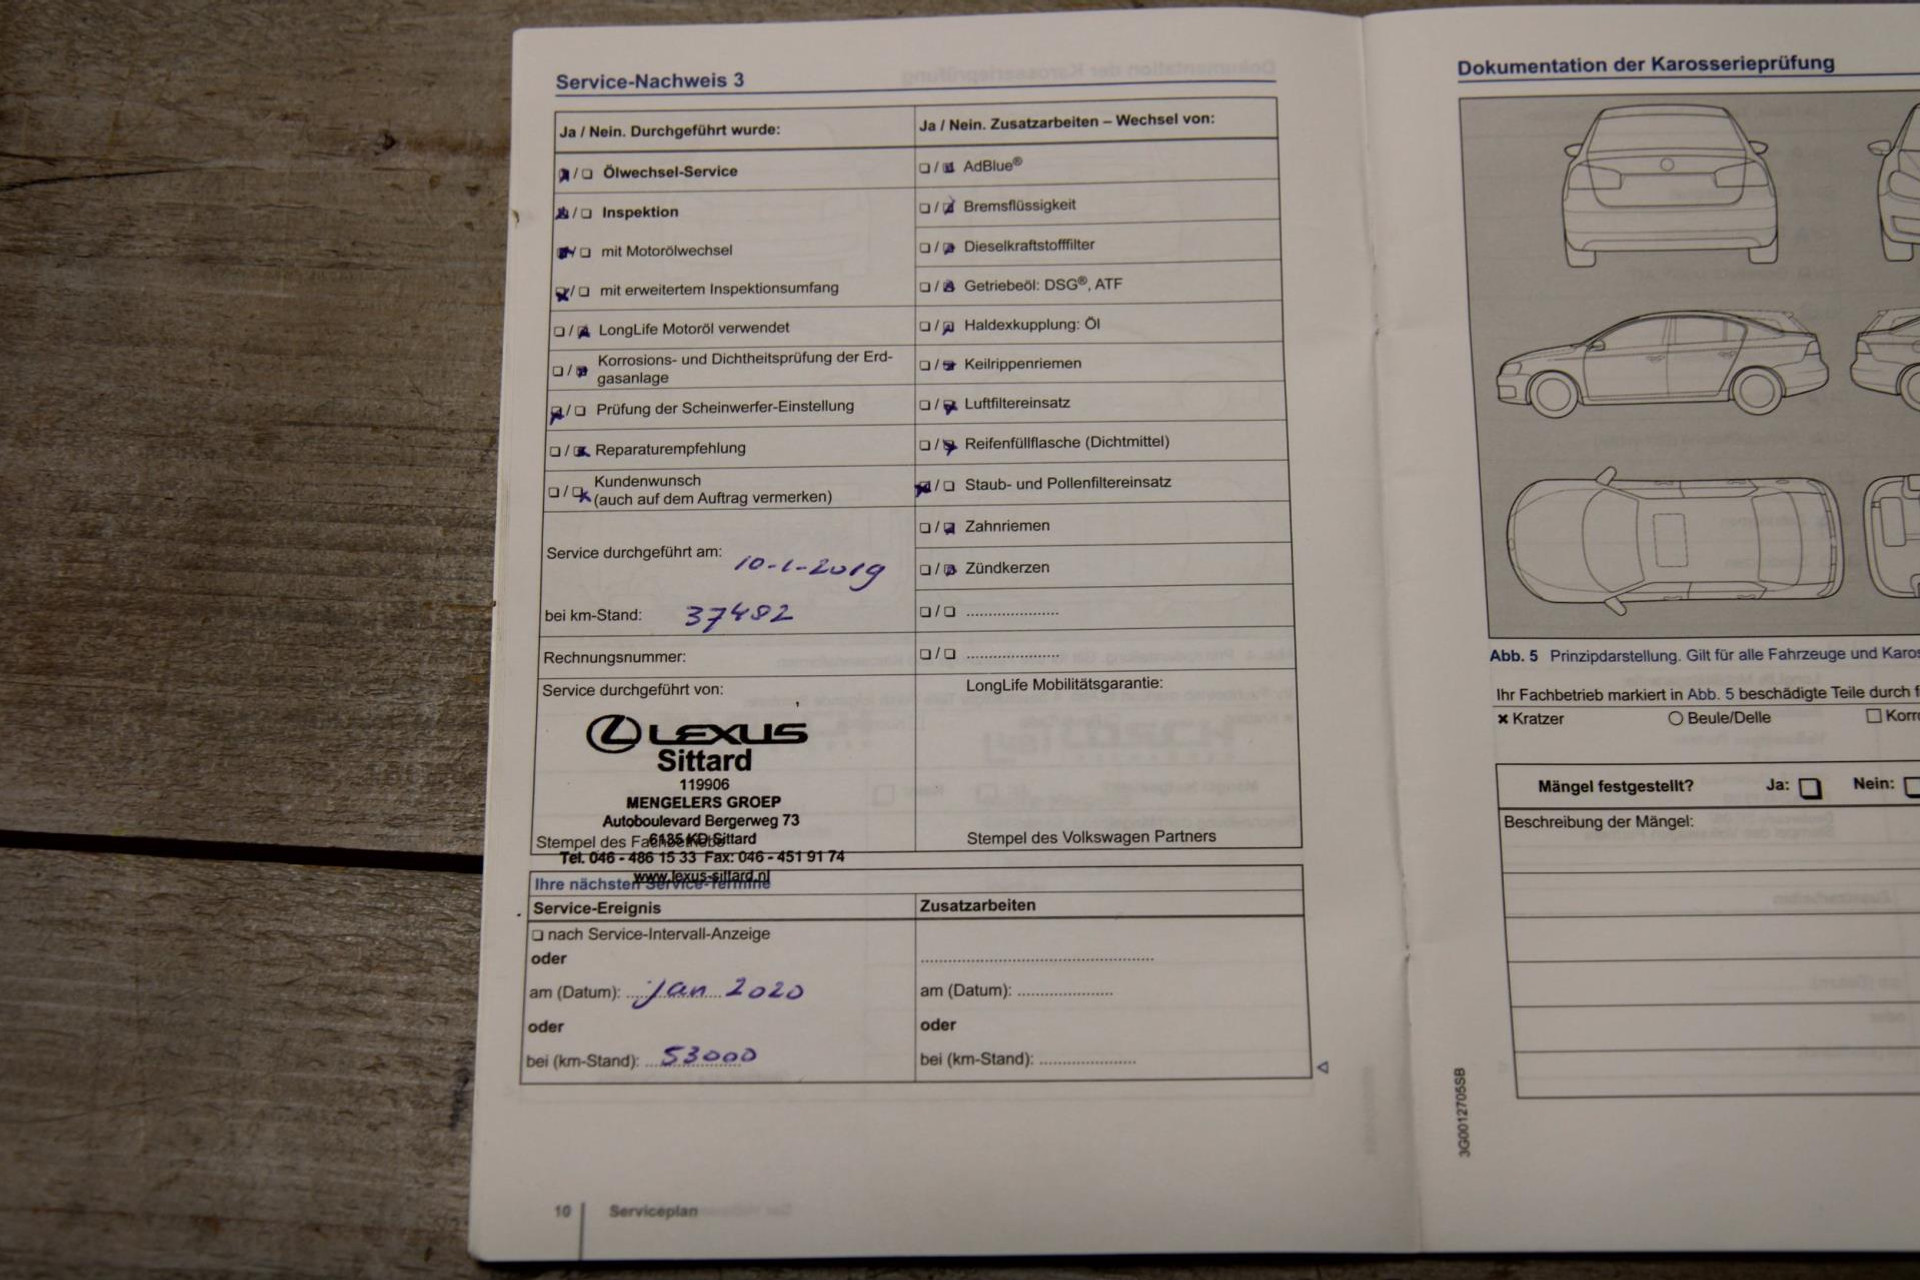 Service-Nachweis 3
Ja / Nein. Durchgeführt wurde:
Ja / Nein. Zusatzarbeiten – Wechsel von:
Ölwechsel-Service
AdBlue®
Inspektion
Bremsflüssigkeit
mit Motorölwechsel
Dieselkraftstofffilter
mit erweitertem Inspektionsumfang
Getriebeöl: DSG®, ATF
LongLife Motoröl verwendet
Haldexkupplung: Öl
Korrosions- und Dichtheitsprüfung der Erd-
gasanlage
Keilrippenriemen
Prüfung der Scheinwerfer-Einstellung
Luftfiltereinsatz
Reparaturempfehlung
Reifenfüllflasche (Dichtmittel)
Kundenwunsch
(auch auf dem Auftrag vermerken)
Staub- und Pollenfiltereinsatz
Zahnriemen
Service durchgeführt am: 10-1-2019
Zündkerzen
bei km-Stand: 37482
Rechnungsnummer:
Service durchgeführt von:
LongLife Mobilitätsgarantie:
LEXUS
Sittard
119906
MENGELERS GROEP
Autoboulevard Bergerweg 73
6135 KD Sittard
Stempel des Fachbetriebs
Stempel des Volkswagen Partners
Tel. 046 - 486 15 33 Fax: 046 - 451 91 74
www.lexus-sittard.nl
Ihre nächsten Service-Termine
Service-Ereignis
Zusatzarbeiten
nach Service-Intervall-Anzeige
oder
am (Datum): jan 2020
am (Datum):
oder
oder
bei (km-Stand): 53000
bei (km-Stand):
10 Serviceplan
Dokumentation der Karosserieprüfung
Abb. 5 Prinzipdarstellung. Gilt für alle Fahrzeuge und Karos
Ihr Fachbetrieb markiert in Abb. 5 beschädigte Teile durch f
Kratzer
Beule/Delle
Korro
Mängel festgestellt? Ja: Nein:
Beschreibung der Mängel:
3G0012705SB